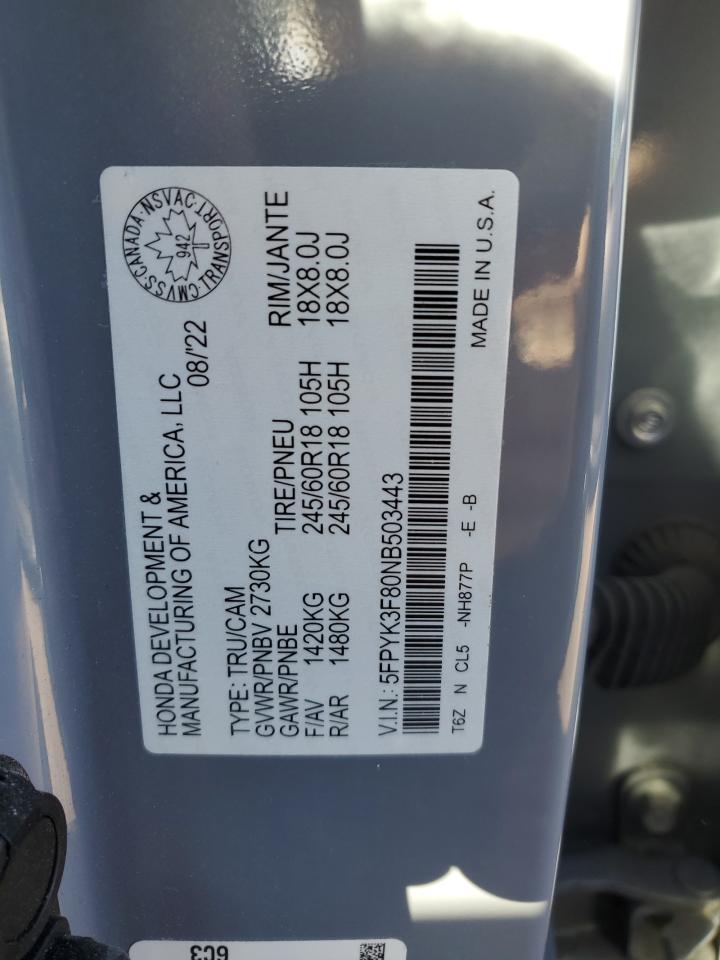 HONDA DEVELOPMENT &
MANUFACTURING OF AMERICA, LLC
08/'22
CMVSS-CANADA-NSVAC
942
TRANSPORT
TYPE: TRU/CAM
GVWR/PNBV 2730KG
GAWR/PNBE TIRE/PNEU RIM/JANTE
F/AV 1420KG 245/60R18 105H 18X8.0J
R/AR 1480KG 245/60R18 105H 18X8.0J
V.I.N.: 5FPYK3F80NB503443
T6Z N CL5 -NH877P -E -B
MADE IN U.S.A.